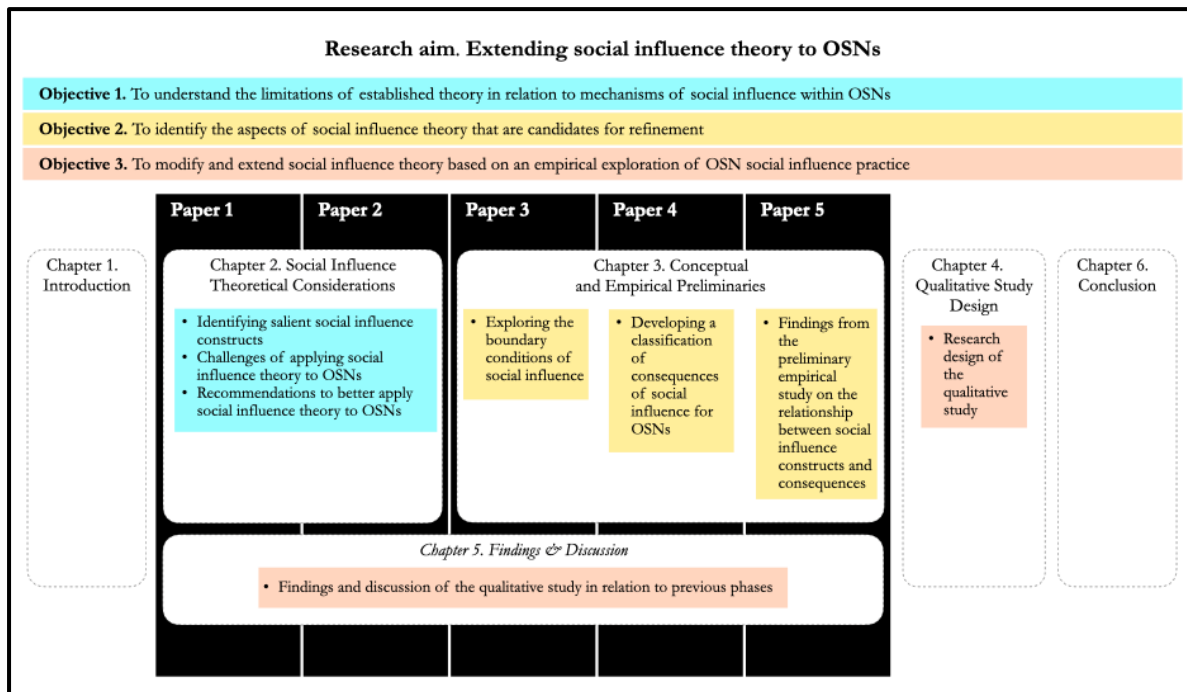 Research aim. Extending social influence theory to OSNs
Objective 1. To understand the limitations of established theory in relation to mechanisms of social influence within OSNs
Objective 2. To identify the aspects of social influence theory that are candidates for refinement
Objective 3. To modify and extend social influence theory based on an empirical exploration of OSN social influence practice
Paper 1
Paper 2
Paper 3
Paper 4
Paper 5
Chapter 1.
Introduction
Chapter 2. Social Influence
Theoretical Considerations
• Identifying salient social influence
constructs
• Challenges of applying social
influence theory to OSNs
• Recommendations to better apply
social influence theory to OSNs
Chapter 3. Conceptual
and Empirical Preliminaries
• Exploring the
boundary
conditions of
social influence
• Developing a
classification
of
consequences
of social
influence for
OSNs
• Findings from
the
preliminary
empirical
study on the
relationship
between social
influence
constructs and
consequences
Chapter 4.
Qualitative Study
Design
• Research
design of
the
qualitative
study
Chapter 6.
Conclusion
Chapter 5. Findings & Discussion
• Findings and discussion of the qualitative study in relation to previous phases